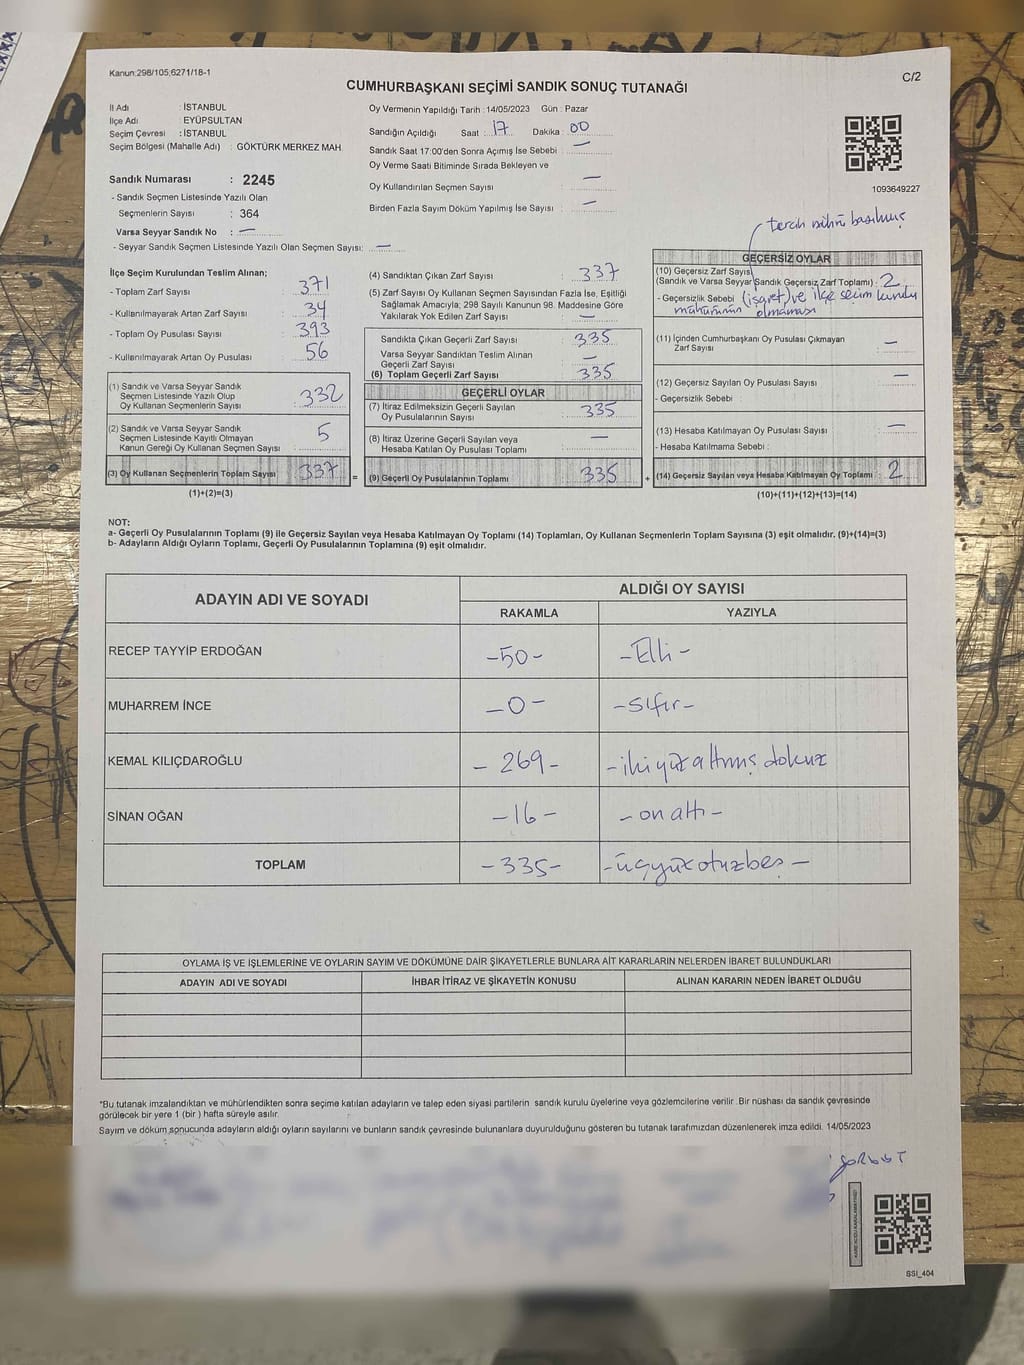 Kanun:298/105;6271/18-1
C/2
CUMHURBAŞKANI SEÇİMİ SANDIK SONUÇ TUTANAĞI
İl Adı : İSTANBUL
İlçe Adı : EYÜPSULTAN
Seçim Çevresi : İSTANBUL
Seçim Bölgesi (Mahalle Adı) : GÖKTÜRK MERKEZ MAH.
Sandık Numarası : 2245
- Sandık Seçmen Listesinde Yazılı Olan
Seçmenlerin Sayısı : 364
Varsa Seyyar Sandık No : —
- Seyyar Sandık Seçmen Listesinde Yazılı Olan Seçmen Sayısı: —
Oy Vermenin Yapıldığı Tarih : 14/05/2023 Gün : Pazar
Sandığın Açıldığı Saat : 17 Dakika : 00
Sandık Saat 17:00'den Sonra Açımış İse Sebebi : —
Oy Verme Saati Bitiminde Sırada Bekleyen ve
Oy Kullandırılan Seçmen Sayısı : —
Birden Fazla Sayım Döküm Yapılmış İse Sayısı : —
1093649227
tercih mührü basılmış
İlçe Seçim Kurulundan Teslim Alınan;
- Toplam Zarf Sayısı : 371
- Kullanılmayarak Artan Zarf Sayısı : 34
- Toplam Oy Pusulası Sayısı : 393
- Kullanılmayarak Artan Oy Pusulası : 56
(1) Sandık ve Varsa Seyyar Sandık
Seçmen Listesinde Yazılı Olup
Oy Kullanan Seçmenlerin Sayısı : 332
(2) Sandık ve Varsa Seyyar Sandık
Seçmen Listesinde Kayıtlı Olmayan
Kanun Gereği Oy Kullanan Seçmen Sayısı : 5
(3) Oy Kullanan Seçmenlerin Toplam Sayısı : 337
(1)+(2)=(3)
=
(4) Sandıktan Çıkan Zarf Sayısı : 337
(5) Zarf Sayısı Oy Kullanan Seçmen Sayısından Fazla İse, Eşitliği
Sağlamak Amacıyla; 298 Sayılı Kanunun 98. Maddesine Göre
Yakılarak Yok Edilen Zarf Sayısı : —
Sandıkta Çıkan Geçerli Zarf Sayısı : 335
Varsa Seyyar Sandıktan Teslim Alınan
Geçerli Zarf Sayısı : —
(6) Toplam Geçerli Zarf Sayısı : 335
GEÇERLİ OYLAR
(7) İtiraz Edilmeksizin Geçerli Sayılan
Oy Pusulalarının Sayısı : 335
(8) İtiraz Üzerine Geçerli Sayılan veya
Hesaba Katılan Oy Pusulası Toplamı : —
(9) Geçerli Oy Pusulalarının Toplamı : 335
+
GEÇERSİZ OYLAR
(10) Geçersiz Zarf Sayısı
(Sandık ve Varsa Seyyar Sandık Geçersiz Zarf Toplamı) : 2
- Geçersizlik Sebebi (işaret) ve ilçe seçim kurulu
mühürünün olmaması
(11) İçinden Cumhurbaşkanı Oy Pusulası Çıkmayan
Zarf Sayısı : —
(12) Geçersiz Sayılan Oy Pusulası Sayısı : —
- Geçersizlik Sebebi
(13) Hesaba Katılmayan Oy Pusulası Sayısı : —
- Hesaba Katılmama Sebebi :
(14) Geçersiz Sayılan veya Hesaba Katılmayan Oy Toplamı : 2
(10)+(11)+(12)+(13)=(14)
NOT:
a- Geçerli Oy Pusulalarının Toplamı (9) ile Geçersiz Sayılan veya Hesaba Katılmayan Oy Toplamı (14) Toplamları, Oy Kullanan Seçmenlerin Toplam Sayısına (3) eşit olmalıdır. (9)+(14)=(3)
b- Adayların Aldığı Oyların Toplamı, Geçerli Oy Pusulalarının Toplamına (9) eşit olmalıdır.
ADAYIN ADI VE SOYADI
ALDIĞI OY SAYISI
RAKAMLA YAZIYLA
RECEP TAYYİP ERDOĞAN -50- -Elli-
MUHARREM İNCE -0- -sıfır-
KEMAL KILIÇDAROĞLU -269- -ikiyüzaltmışdokuz
SİNAN OĞAN -16- -onaltı-
TOPLAM -335- -üçyüzotuzbeş-
OYLAMA İŞ VE İŞLEMLERİNE VE OYLARIN SAYIM VE DÖKÜMÜNE DAİR ŞİKAYETLERLE BUNLARA AİT KARARLARIN NELERDEN İBARET BULUNDUKLARI
ADAYIN ADI VE SOYADI İHBAR İTİRAZ VE ŞİKAYETİN KONUSU ALINAN KARARIN NEDEN İBARET OLDUĞU
*Bu tutanak imzalandıktan ve mühürlendikten sonra seçime katılan adayların ve talep eden siyasi partilerin sandık kurulu üyelerine veya gözlemcilerine verilir. Bir nüshası da sandık çevresinde
görülecek bir yere 1 (bir ) hafta süreyle asılır.
Sayım ve döküm sonucunda adayların aldığı oyların sayılarını ve bunların sandık çevresinde bulunanlara duyurulduğunu gösteren bu tutanak tarafımızdan düzenlenerek imza edildi. 14/05/2023
SSI_404